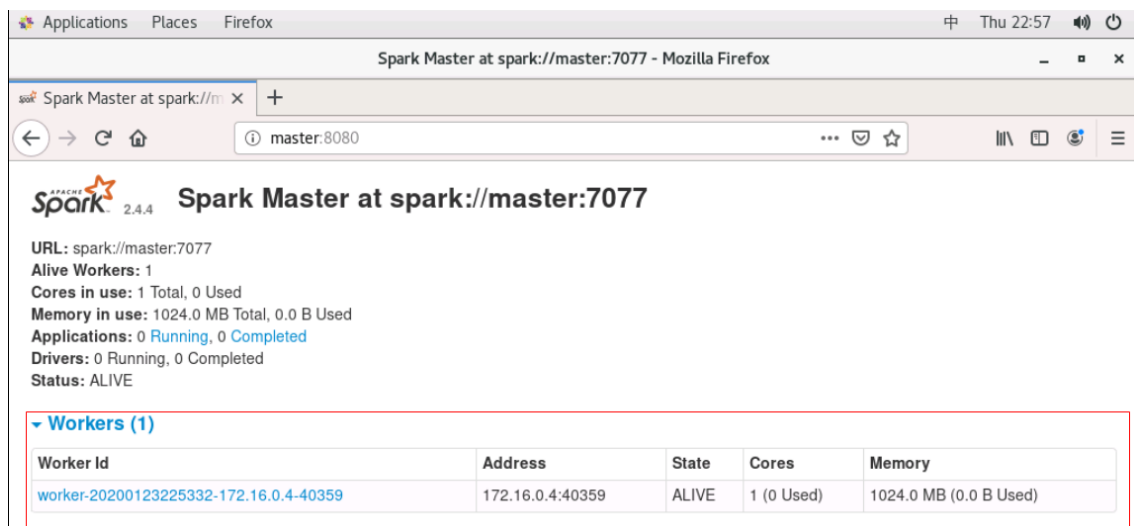 Applications Places Firefox 中 Thu 22:57
Spark Master at spark://master:7077 - Mozilla Firefox
Spark Master at spark://m
master:8080
APACHE Spark 2.4.4 Spark Master at spark://master:7077
URL: spark://master:7077
Alive Workers: 1
Cores in use: 1 Total, 0 Used
Memory in use: 1024.0 MB Total, 0.0 B Used
Applications: 0 Running, 0 Completed
Drivers: 0 Running, 0 Completed
Status: ALIVE
Workers (1)
Worker Id Address State Cores Memory
worker-20200123225332-172.16.0.4-40359 172.16.0.4:40359 ALIVE 1 (0 Used) 1024.0 MB (0.0 B Used)